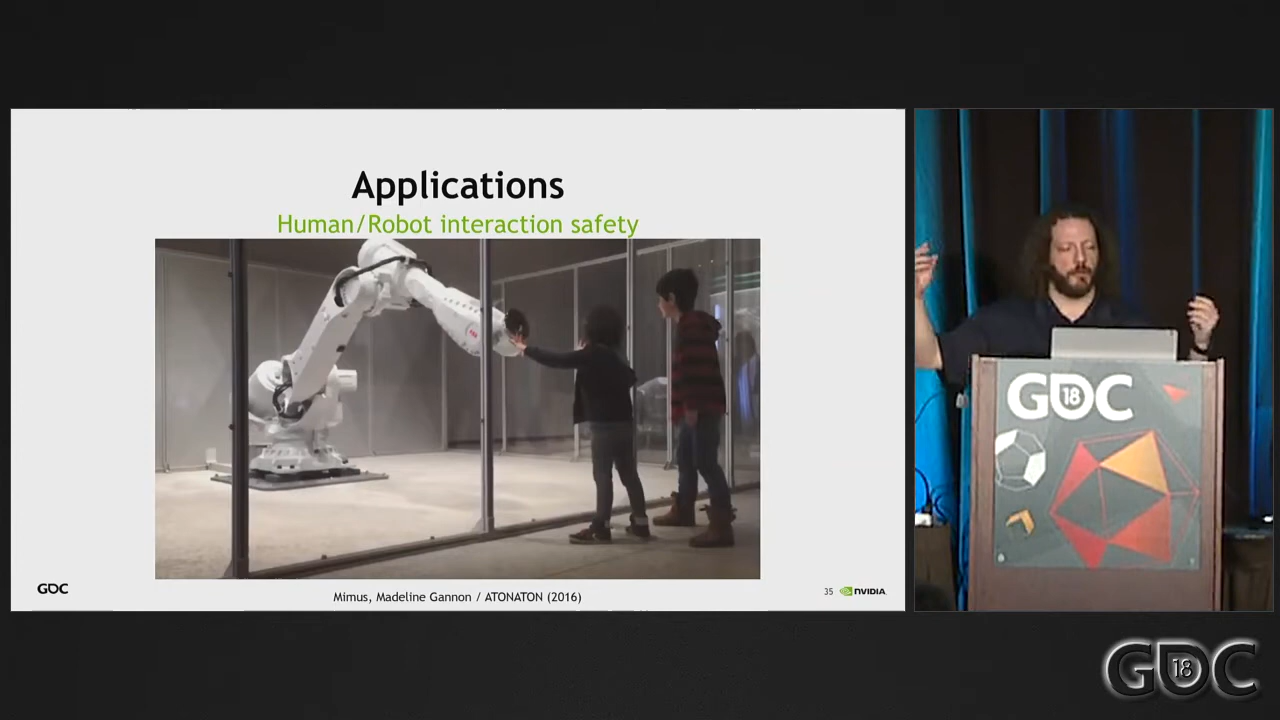 Applications
Human/Robot interaction safety
GDC
Mimus, Madeline Gannon / ATONATON (2016)
35 NVIDIA
GDC
18
GDC
18